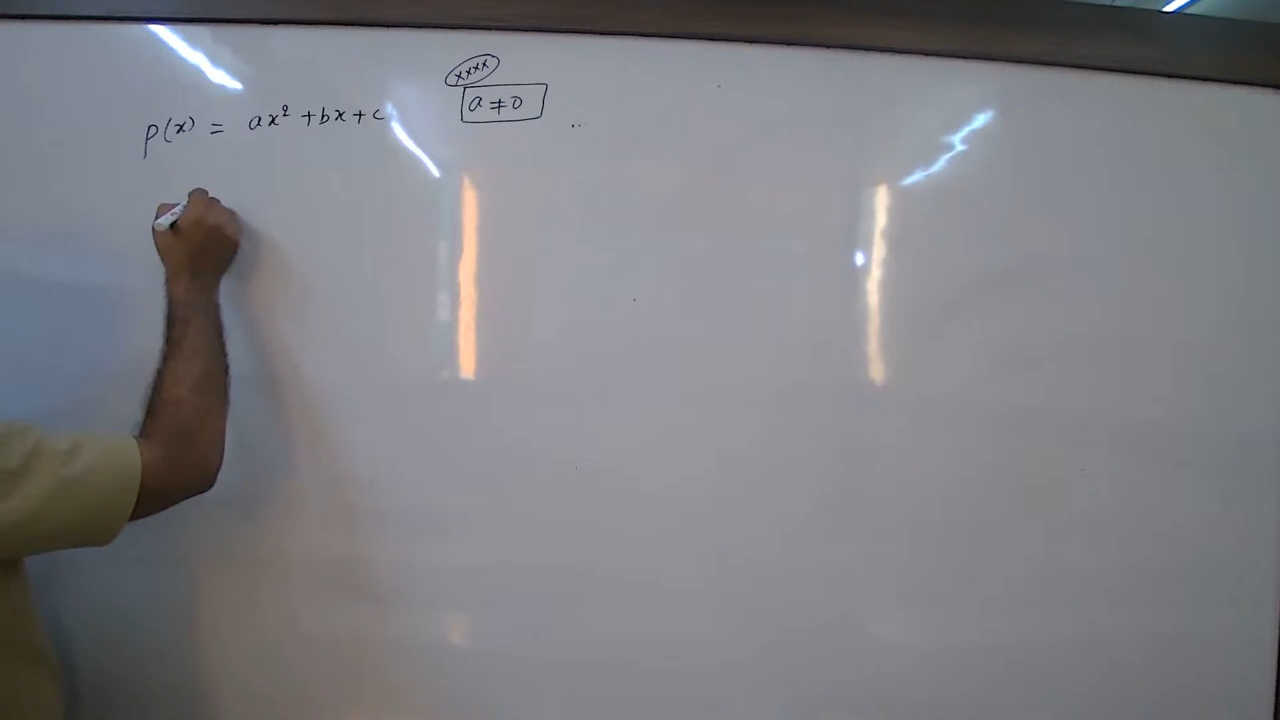 xxxx
p(x) = ax² + bx + c a ≠ 0